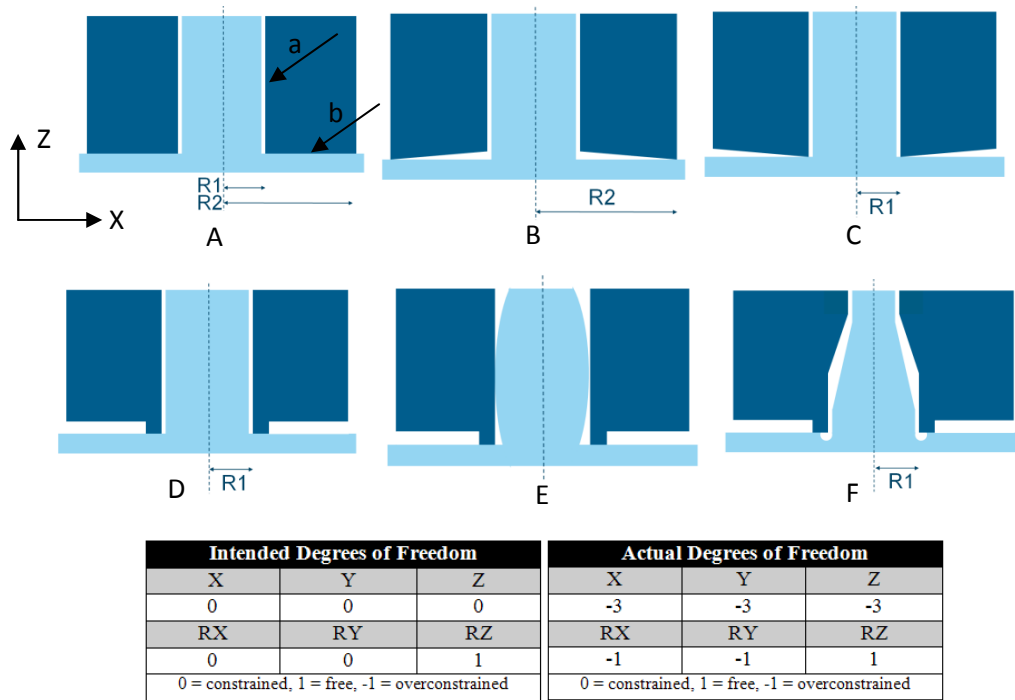 a
b
Z
X
R1
R2
A
R2
B
R1
C
R1
D
E
R1
F
Intended Degrees of Freedom
X Y Z
0 0 0
RX RY RZ
0 0 1
0 = constrained, 1 = free, -1 = overconstrained
Actual Degrees of Freedom
X Y Z
-3 -3 -3
RX RY RZ
-1 -1 1
0 = constrained, 1 = free, -1 = overconstrained